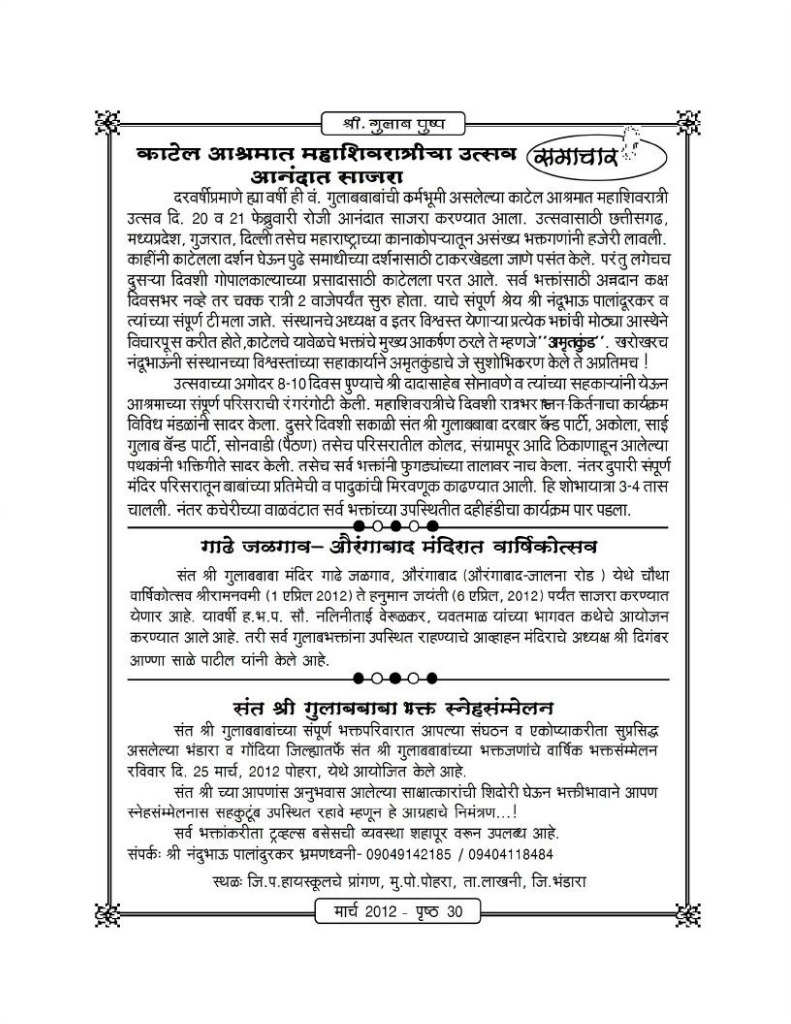 श्री. गुलाब पुष्प
काटेल आश्रमात महाशिवरात्रीचा उत्सव
आनंदात साजरा
समाचार
दरवर्षीप्रमाणे ह्या वर्षी ही वं. गुलाबबाबांची कर्मभूमी असलेल्या काटेल आश्रमात महाशिवरात्री
उत्सव दि. 20 व 21 फेब्रुवारी रोजी आनंदात साजरा करण्यात आला. उत्सवासाठी छत्तीसगढ,
मध्यप्रदेश, गुजरात, दिल्ली तसेच महाराष्ट्राच्या कानाकोपऱ्यातून असंख्य भक्तगणांनी हजेरी लावली.
काहींनी काटेलला दर्शन घेऊन पुढे समाधीच्या दर्शनासाठी टाकरखेडला जाणे पसंत केले. परंतु लगेचच
दुसऱ्या दिवशी गोपालकाल्याच्या प्रसादासाठी काटेलला परत आले. सर्व भक्तांसाठी अन्नदान कक्ष
दिवसभर नव्हे तर चक्क रात्री 2 वाजेपर्यंत सुरु होता. याचे संपूर्ण श्रेय श्री नंदूभाऊ पालांदूरकर व
त्यांच्या संपूर्ण टीमला जाते. संस्थानचे अध्यक्ष व इतर विश्वस्त येणाऱ्या प्रत्येक भक्तांची मोठ्या आस्थेने
विचारपूस करीत होते,काटेलचे यावेळचे भक्तांचे मुख्य आकर्षण ठरले ते म्हणजे''अमृतकुंड''. खरोखरच
नंदूभाऊंनी संस्थानच्या विश्वस्तांच्या सहाकार्याने अमृतकुंडाचे जे सुशोभिकरण केले ते अप्रतिमच !
उत्सवाच्या अगोदर 8-10 दिवस पुण्याचे श्री दादासाहेब सोनावणे व त्यांच्या सहकाऱ्यांनी येऊन
आश्रमाच्या संपूर्ण परिसराची रंगरंगोटी केली. महाशिवरात्रीचे दिवशी रात्रभर भजन-किर्तनाचा कार्यक्रम
विविध मंडळांनी सादर केला. दुसरे दिवशी सकाळी संत श्री गुलाबबाबा दरबार बॅन्ड पार्टी, अकोला, साई
गुलाब बॅन्ड पार्टी, सोनवाडी (पैठण) तसेच परिसरातील कोलद, संग्रामपूर आदि ठिकाणाहून आलेल्या
पथकांनी भक्तिगीते सादर केली. तसेच सर्व भक्तांनी फुगड्यांच्या तालावर नाच केला. नंतर दुपारी संपूर्ण
मंदिर परिसरातून बाबांच्या प्रतिमेची व पादुकांची मिरवणूक काढण्यात आली. हि शोभायात्रा 3-4 तास
चालली. नंतर कचेरीच्या वाळवंटात सर्व भक्तांच्या उपस्थितीत दहीहंडीचा कार्यक्रम पार पडला.
गाढे जळगाव– औरंगाबाद मंदिरात वार्षिकोत्सव
संत श्री गुलाबबाबा मंदिर गाढे जळगाव, औरंगाबाद (औरंगाबाद-जालना रोड ) येथे चौथा
वार्षिकोत्सव श्रीरामनवमी (1 एप्रिल 2012) ते हनुमान जयंती (6 एप्रिल, 2012) पर्यंत साजरा करण्यात
येणार आहे. यावर्षी ह.भ.प. सौ. नलिनीताई वेरूळकर, यवतमाळ यांच्या भागवत कथेचे आयोजन
करण्यात आले आहे. तरी सर्व गुलाबभक्तांना उपस्थित राहण्याचे आव्हाहन मंदिराचे अध्यक्ष श्री दिगंबर
आण्णा साळे पाटील यांनी केले आहे.
संत श्री गुलाबबाबा भक्त स्नेहसंम्मेलन
संत श्री गुलाबबाबांच्या संपूर्ण भक्तपरिवारात आपल्या संघठन व एकोप्याकरीता सुप्रसिद्ध
असलेल्या भंडारा व गोंदिया जिल्ह्यातर्फे संत श्री गुलाबबाबांच्या भक्तजणांचे वार्षिक भक्तसंम्मेलन
रविवार दि. 25 मार्च, 2012 पोहरा, येथे आयोजित केले आहे.
संत श्री च्या आपणांस अनुभवास आलेल्या साक्षात्कारांची शिदोरी घेऊन भक्तीभावाने आपण
स्नेहसंम्मेलनास सहकुटूंब उपस्थित रहावे म्हणून हे आग्रहाचे निमंत्रण...!
सर्व भक्तांकरीता ट्रव्हल्स बसेसची व्यवस्था शहापूर वरून उपलब्ध आहे.
संपर्कः श्री नंदुभाऊ पालांदुरकर भ्रमणध्वनी- 09049142185 / 09404118484
स्थळः जि.प.हायस्कूलचे प्रांगण, मु.पो.पोहरा, ता.लाखनी, जि.भंडारा
मार्च 2012 - पृष्ठ 30